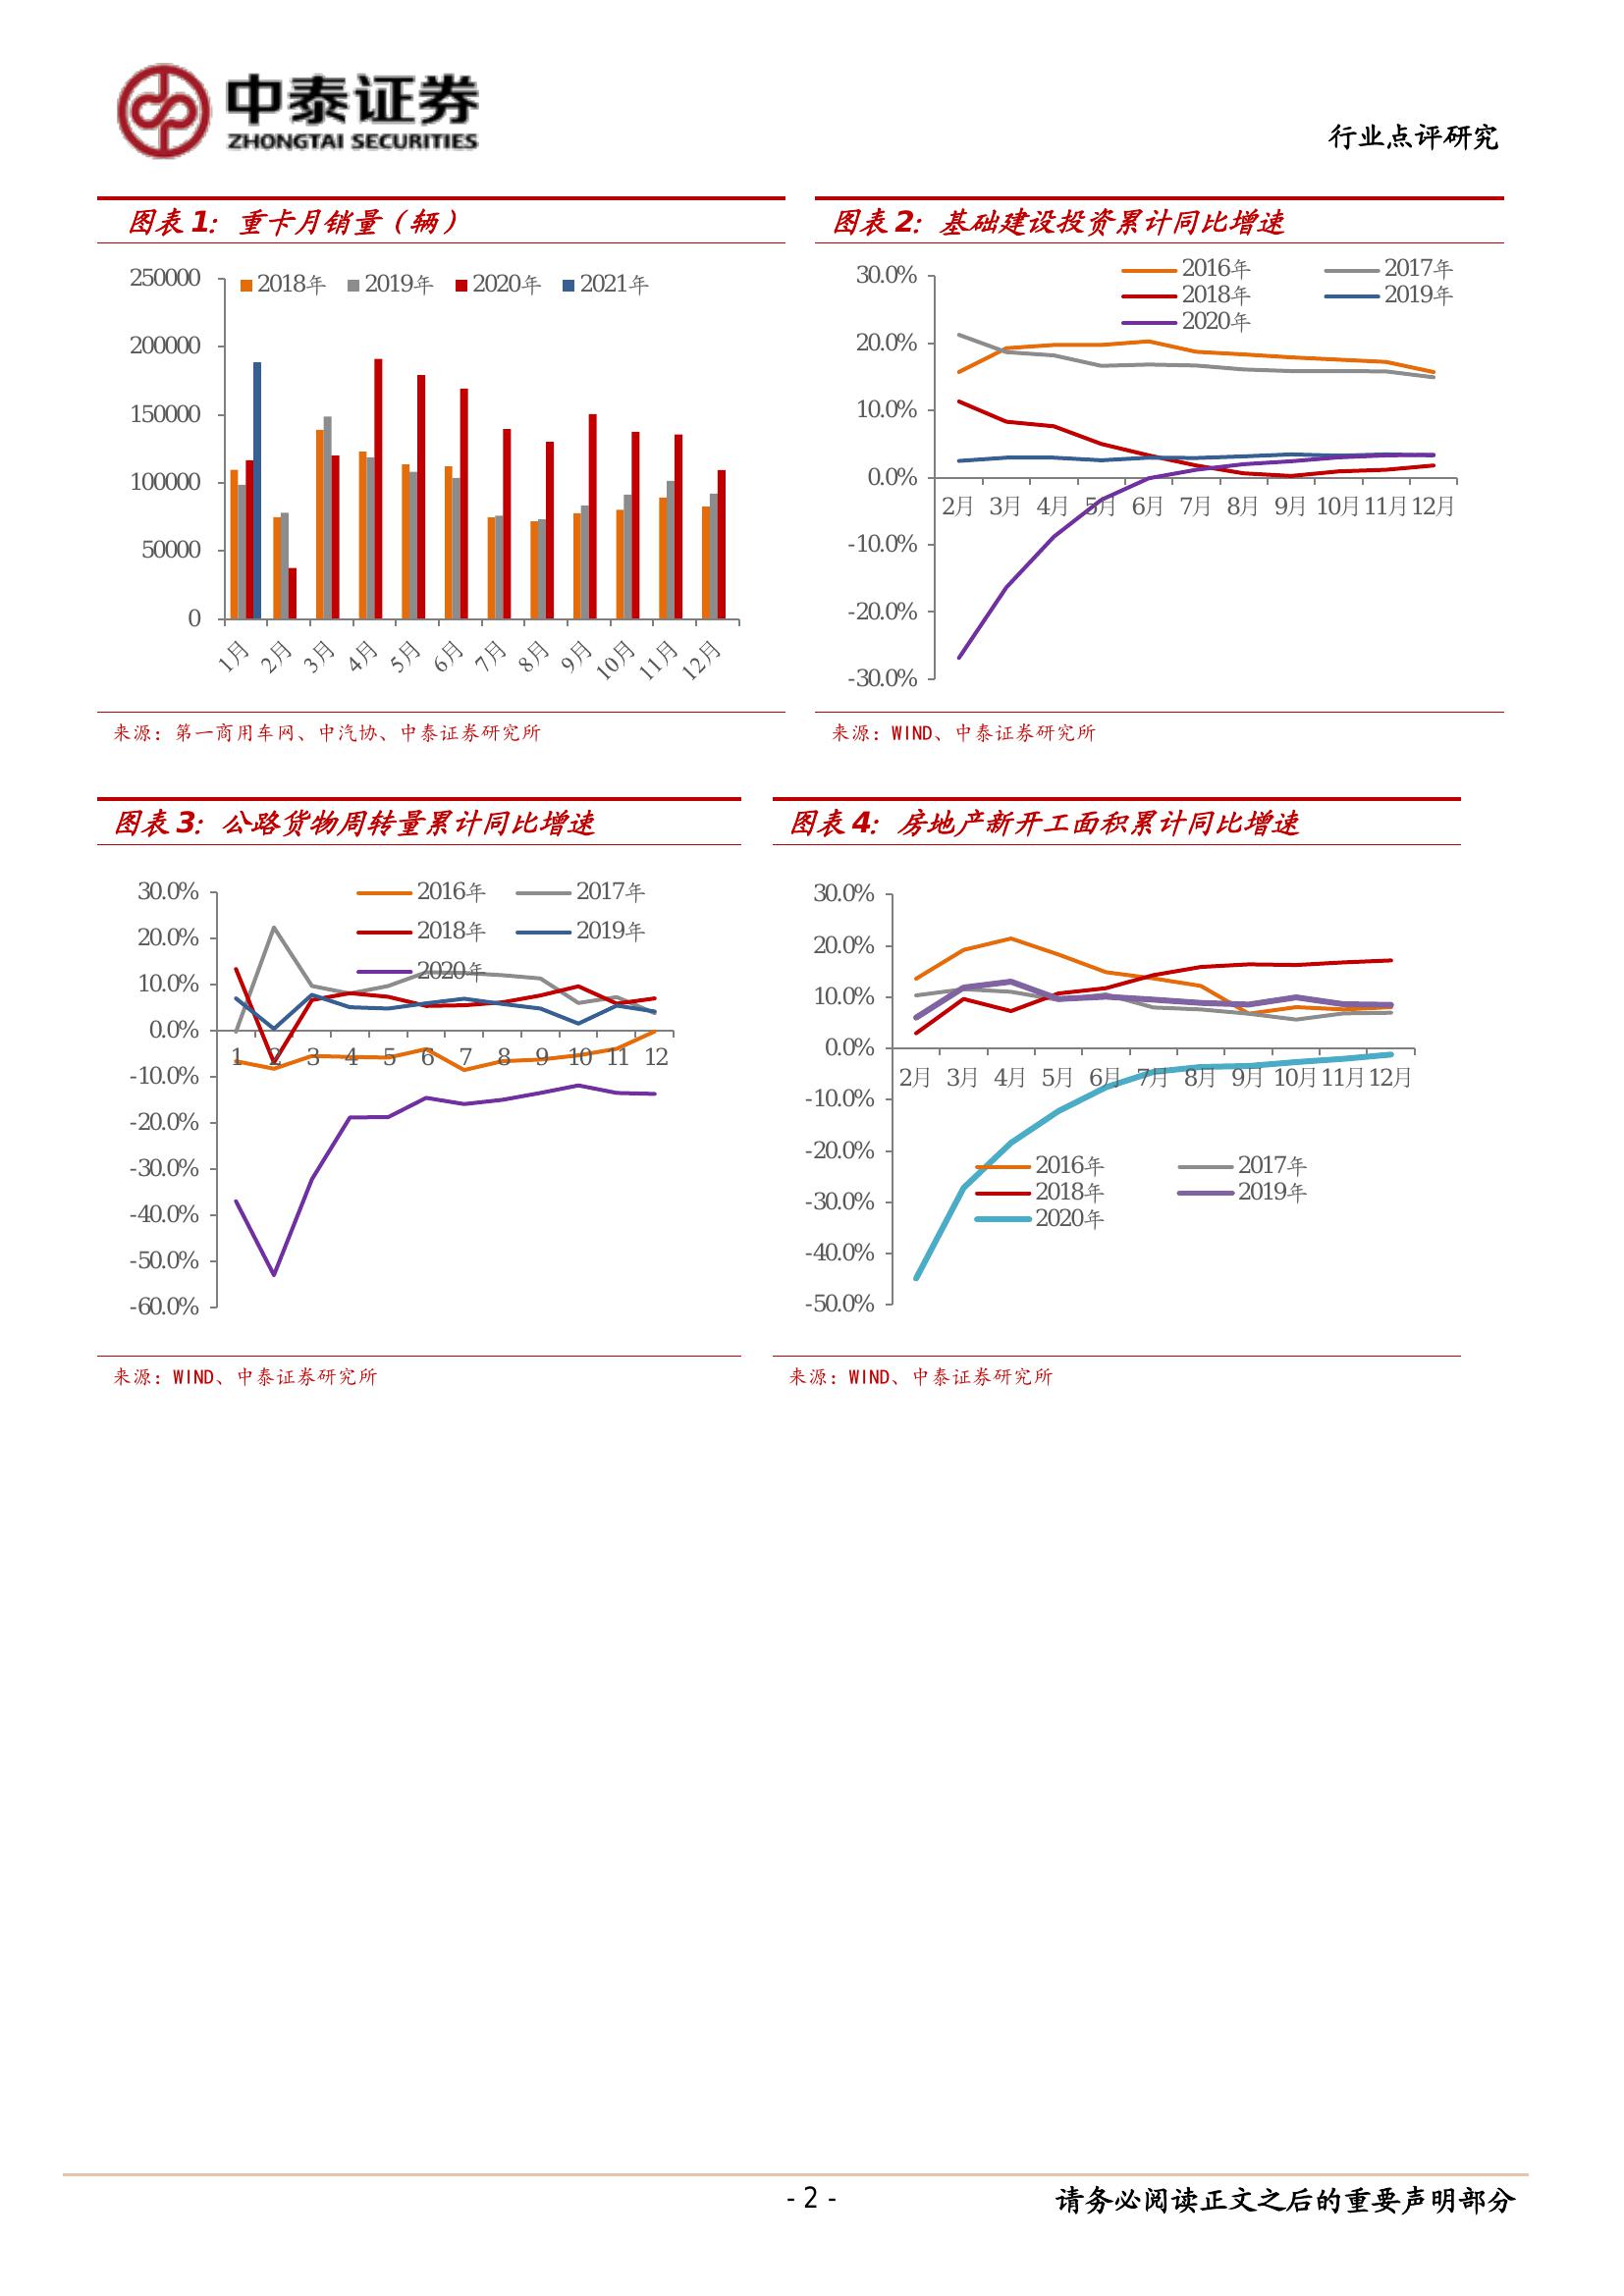 中泰证券
ZHONGTAI SECURITIES
行业点评研究
图表 1：重卡月销量（辆）
250000
200000
150000
100000
50000
0
2018年 2019年 2020年 2021年
1月 2月 3月 4月 5月 6月 7月 8月 9月 10月 11月 12月
来源：第一商用车网、中汽协、中泰证券研究所
图表 2：基础建设投资累计同比增速
30.0%
20.0%
10.0%
0.0%
-10.0%
-20.0%
-30.0%
2016年 2017年
2018年 2019年
2020年
2月 3月 4月 5月 6月 7月 8月 9月 10月 11月 12月
来源：WIND、中泰证券研究所
图表 3：公路货物周转量累计同比增速
30.0%
20.0%
10.0%
0.0%
-10.0%
-20.0%
-30.0%
-40.0%
-50.0%
-60.0%
2016年 2017年
2018年 2019年
2020年
1 2 3 4 5 6 7 8 9 10 11 12
来源：WIND、中泰证券研究所
图表 4：房地产新开工面积累计同比增速
30.0%
20.0%
10.0%
0.0%
-10.0%
-20.0%
-30.0%
-40.0%
-50.0%
2月 3月 4月 5月 6月 7月 8月 9月 10月 11月 12月
2016年 2017年
2018年 2019年
2020年
来源：WIND、中泰证券研究所
- 2 -
请务必阅读正文之后的重要声明部分